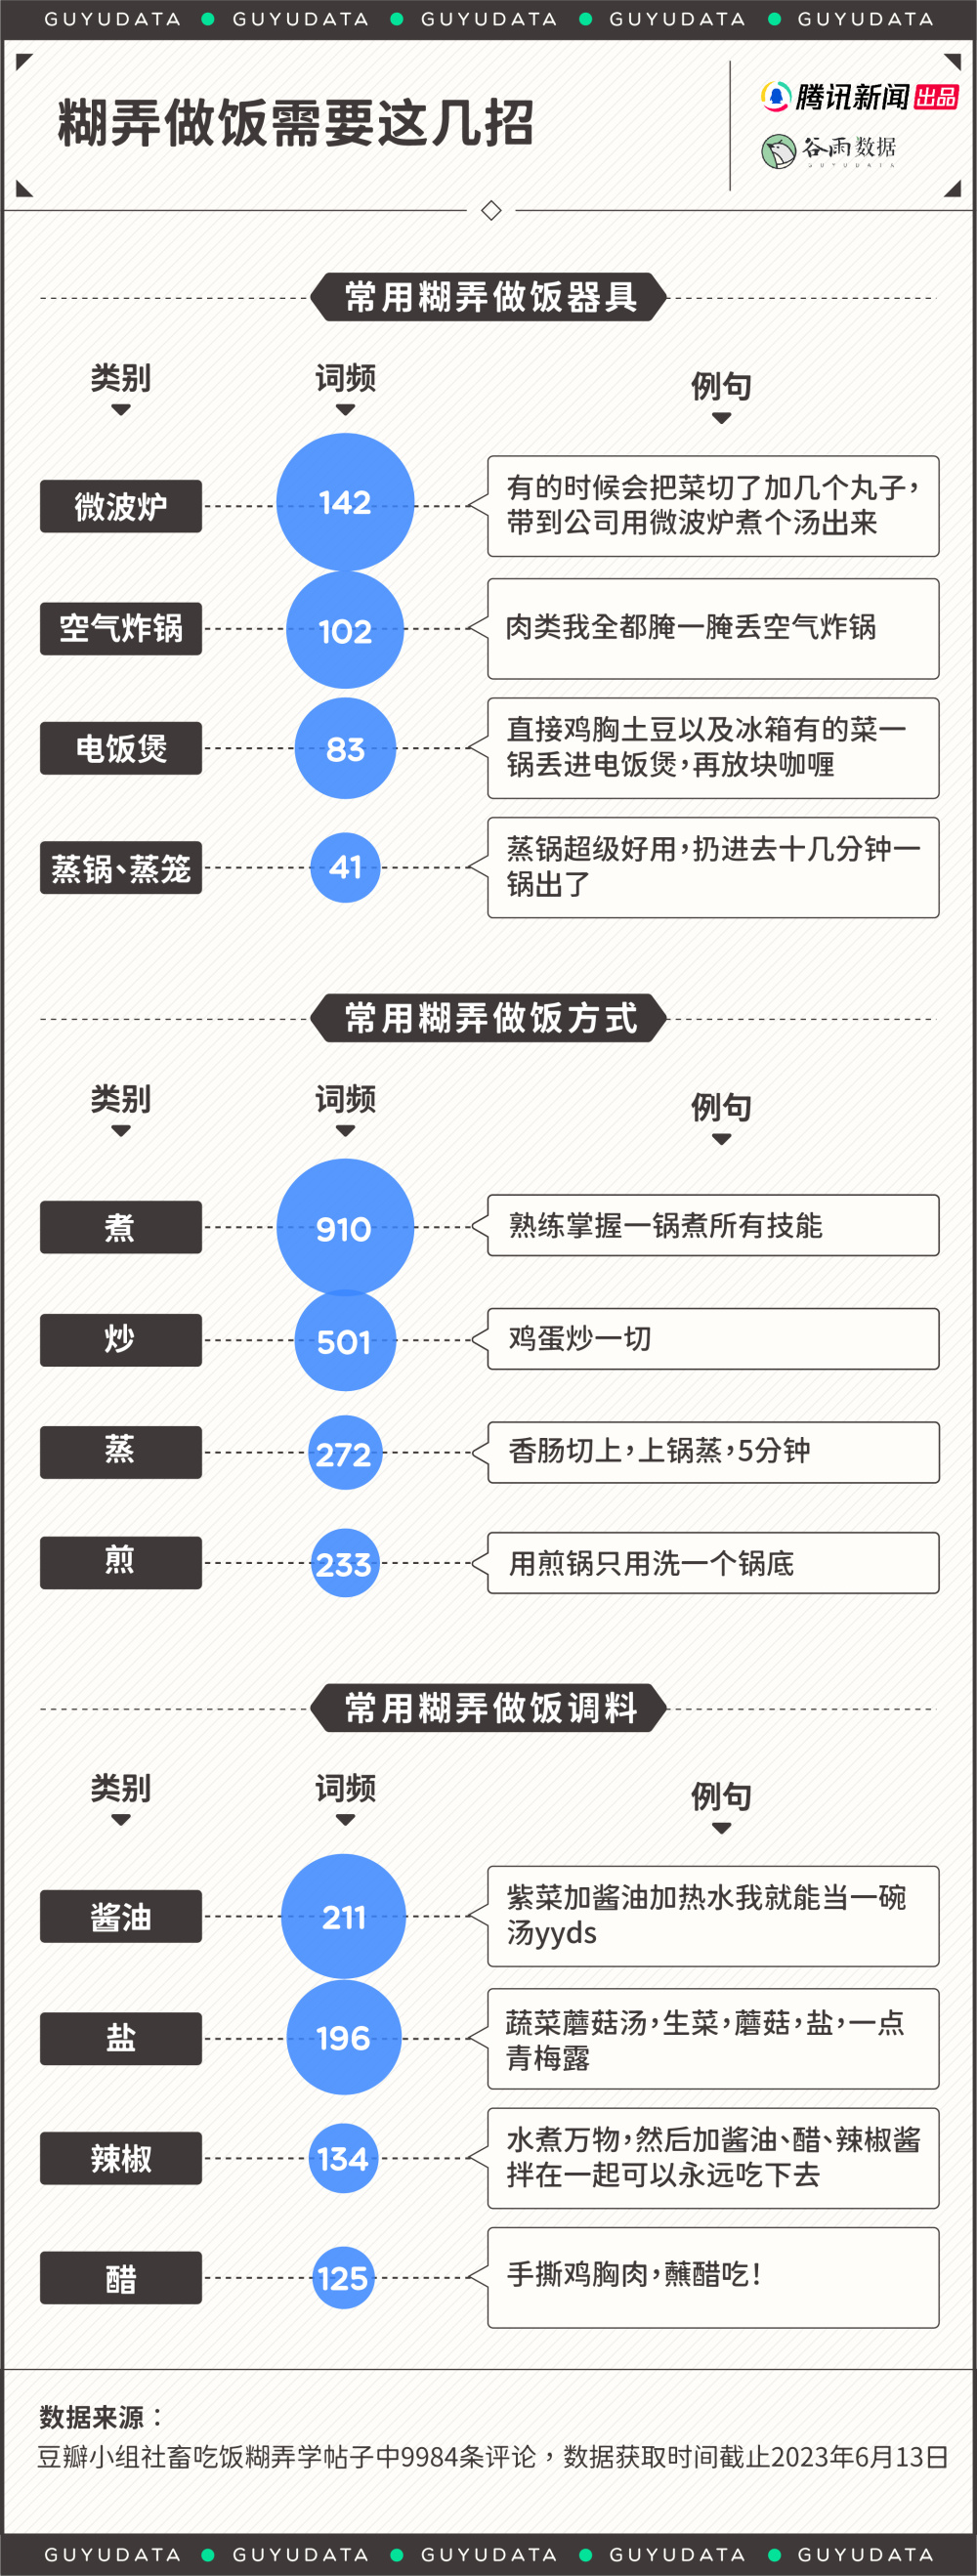 GUYUDATA ● GUYUDATA ● GUYUDATA ● GUYUDATA ● GUYUDATA
糊弄做饭需要这几招
腾讯新闻 出品
谷雨数据
GUYUDATA
常用糊弄做饭器具
类别 词频 例句
微波炉 142 有的时候会把菜切了加几个丸子，
带到公司用微波炉煮个汤出来
空气炸锅 102 肉类我全都腌一腌丢空气炸锅
电饭煲 83 直接鸡胸土豆以及冰箱有的菜一
锅丢进电饭煲，再放块咖喱
蒸锅、蒸笼 41 蒸锅超级好用，扔进去十几分钟一
锅出了
常用糊弄做饭方式
类别 词频 例句
煮 910 熟练掌握一锅煮所有技能
炒 501 鸡蛋炒一切
蒸 272 香肠切上，上锅蒸，5分钟
煎 233 用煎锅只用洗一个锅底
常用糊弄做饭调料
类别 词频 例句
酱油 211 紫菜加酱油加热水我就能当一碗
汤yyds
盐 196 蔬菜蘑菇汤，生菜，蘑菇，盐，一点
青梅露
辣椒 134 水煮万物，然后加酱油、醋、辣椒酱
拌在一起可以永远吃下去
醋 125 手撕鸡胸肉，蘸醋吃！
数据来源：
豆瓣小组社畜吃饭糊弄学帖子中9984条评论，数据获取时间截止2023年6月13日
GUYUDATA ● GUYUDATA ● GUYUDATA ● GUYUDATA ● GUYUDATA